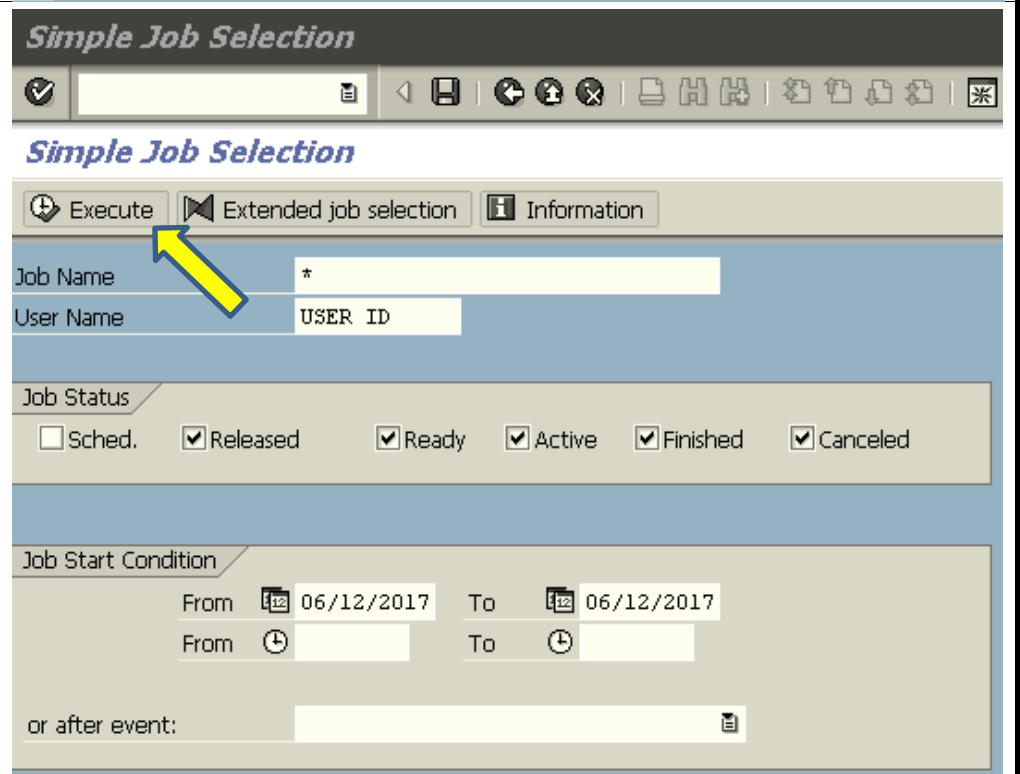 Simple Job Selection
Simple Job Selection
Execute Extended job selection Information
Job Name *
User Name USER ID
Job Status
Sched. Released Ready Active Finished Canceled
Job Start Condition
From 06/12/2017 To 06/12/2017
From To
or after event: